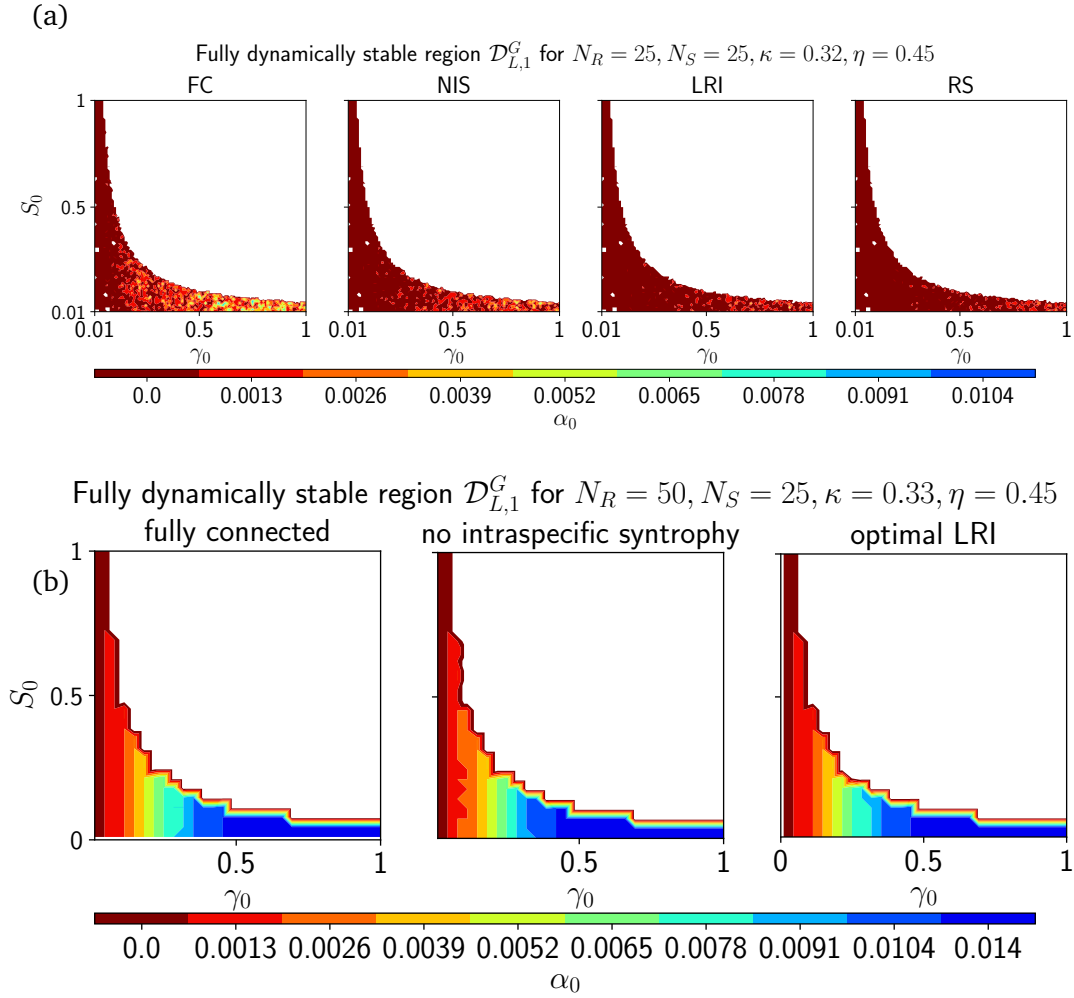 (a)
Fully dynamically stable region $\mathcal{D}_{L,1}^{G}$ for $N_R = 25, N_S = 25, \kappa = 0.32, \eta = 0.45$
FC NIS LRI RS
1
0.5
0.01
$S_0$
0.01 0.5 1 0.01 0.5 1 0.01 0.5 1 0.01 0.5 1
$\gamma_0$ $\gamma_0$ $\gamma_0$ $\gamma_0$
0.0 0.0013 0.0026 0.0039 0.0052 0.0065 0.0078 0.0091 0.0104
$\alpha_0$
Fully dynamically stable region $\mathcal{D}_{L,1}^{G}$ for $N_R = 50, N_S = 25, \kappa = 0.33, \eta = 0.45$
fully connected no intraspecific syntrophy optimal LRI
(b)
1
0.5
0
$S_0$
0.5 1 0.5 1 0 0.5 1
$\gamma_0$ $\gamma_0$ $\gamma_0$
0.0 0.0013 0.0026 0.0039 0.0052 0.0065 0.0078 0.0091 0.0104 0.014
$\alpha_0$